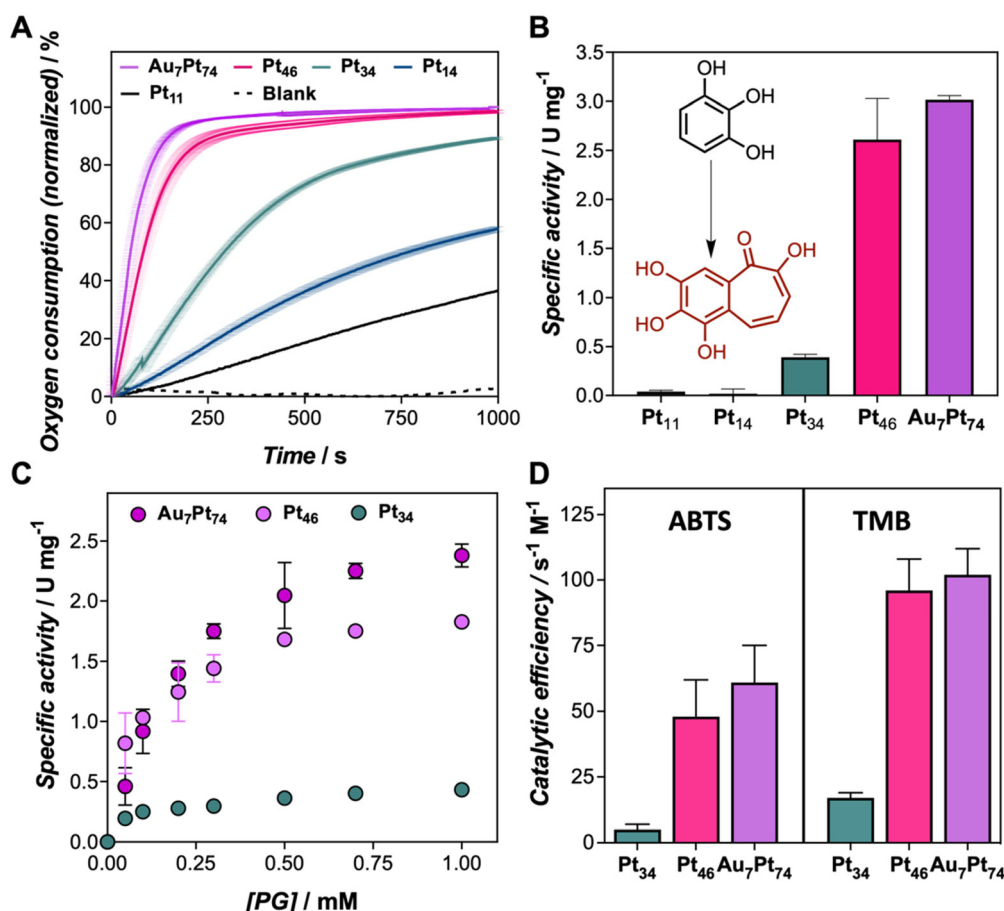 A
Oxygen consumption (normalized) / %
Au₇Pt₇₄ Pt₄₆ Pt₃₄ Pt₁₄
Pt₁₁ Blank
100
80
60
40
20
0
0 250 500 750 1000
Time / s
B
Specific activity / U mg⁻¹
3.5
3.0
2.5
2.0
1.5
1.0
0.5
0.0
OH
OH
OH
O
OH
HO
HO
OH
Pt₁₁ Pt₁₄ Pt₃₄ Pt₄₆ Au₇Pt₇₄
C
Specific activity / U mg⁻¹
Au₇Pt₇₄ Pt₄₆ Pt₃₄
2.5
2.0
1.5
1.0
0.5
0.0
0.00 0.25 0.50 0.75 1.00
[PG] / mM
D
Catalytic efficiency / s⁻¹ M⁻¹
ABTS TMB
125
100
75
50
25
0
Pt₃₄ Pt₄₆ Au₇Pt₇₄ Pt₃₄ Pt₄₆ Au₇Pt₇₄